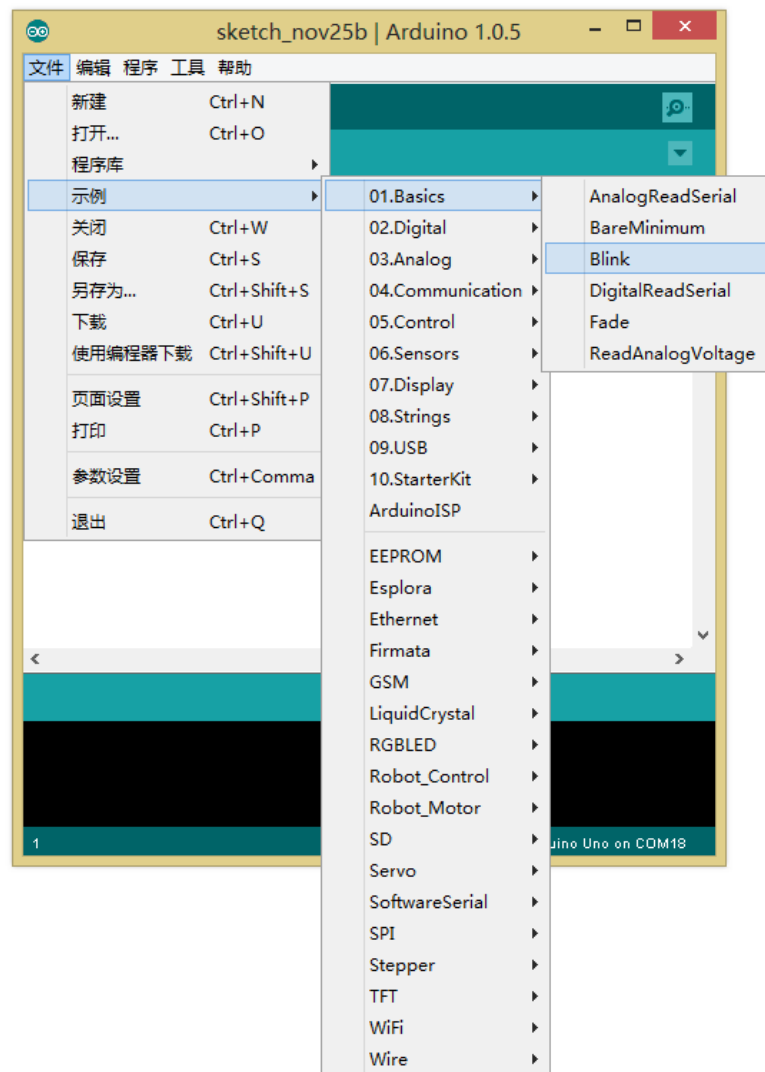 sketch_nov25b | Arduino 1.0.5
文件 编辑 程序 工具 帮助
新建 Ctrl+N
打开... Ctrl+O
程序库
示例
关闭 Ctrl+W
保存 Ctrl+S
另存为... Ctrl+Shift+S
下载 Ctrl+U
使用编程器下载 Ctrl+Shift+U
页面设置 Ctrl+Shift+P
打印 Ctrl+P
参数设置 Ctrl+Comma
退出 Ctrl+Q
01.Basics
02.Digital
03.Analog
04.Communication
05.Control
06.Sensors
07.Display
08.Strings
09.USB
10.StarterKit
ArduinoISP
EEPROM
Esplora
Ethernet
Firmata
GSM
LiquidCrystal
RGBLED
Robot_Control
Robot_Motor
SD
Servo
SoftwareSerial
SPI
Stepper
TFT
WiFi
Wire
AnalogReadSerial
BareMinimum
Blink
DigitalReadSerial
Fade
ReadAnalogVoltage
1
uino Uno on COM18